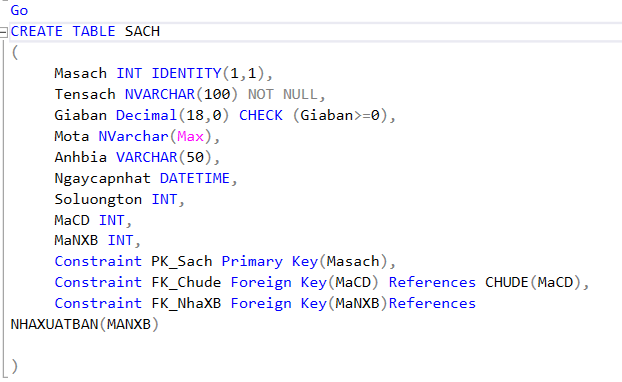 Go
CREATE TABLE SACH
(
Masach INT IDENTITY(1,1),
Tensach NVARCHAR(100) NOT NULL,
Giaban Decimal(18,0) CHECK (Giaban>=0),
Mota NVarchar(Max),
Anhbia VARCHAR(50),
Ngaycapnhat DATETIME,
Soluongton INT,
MaCD INT,
MaNXB INT,
Constraint PK_Sach Primary Key(Masach),
Constraint FK_Chude Foreign Key(MaCD) References CHUDE(MaCD),
Constraint FK_NhaXB Foreign Key(MaNXB)References
NHAXUATBAN(MANXB)
)